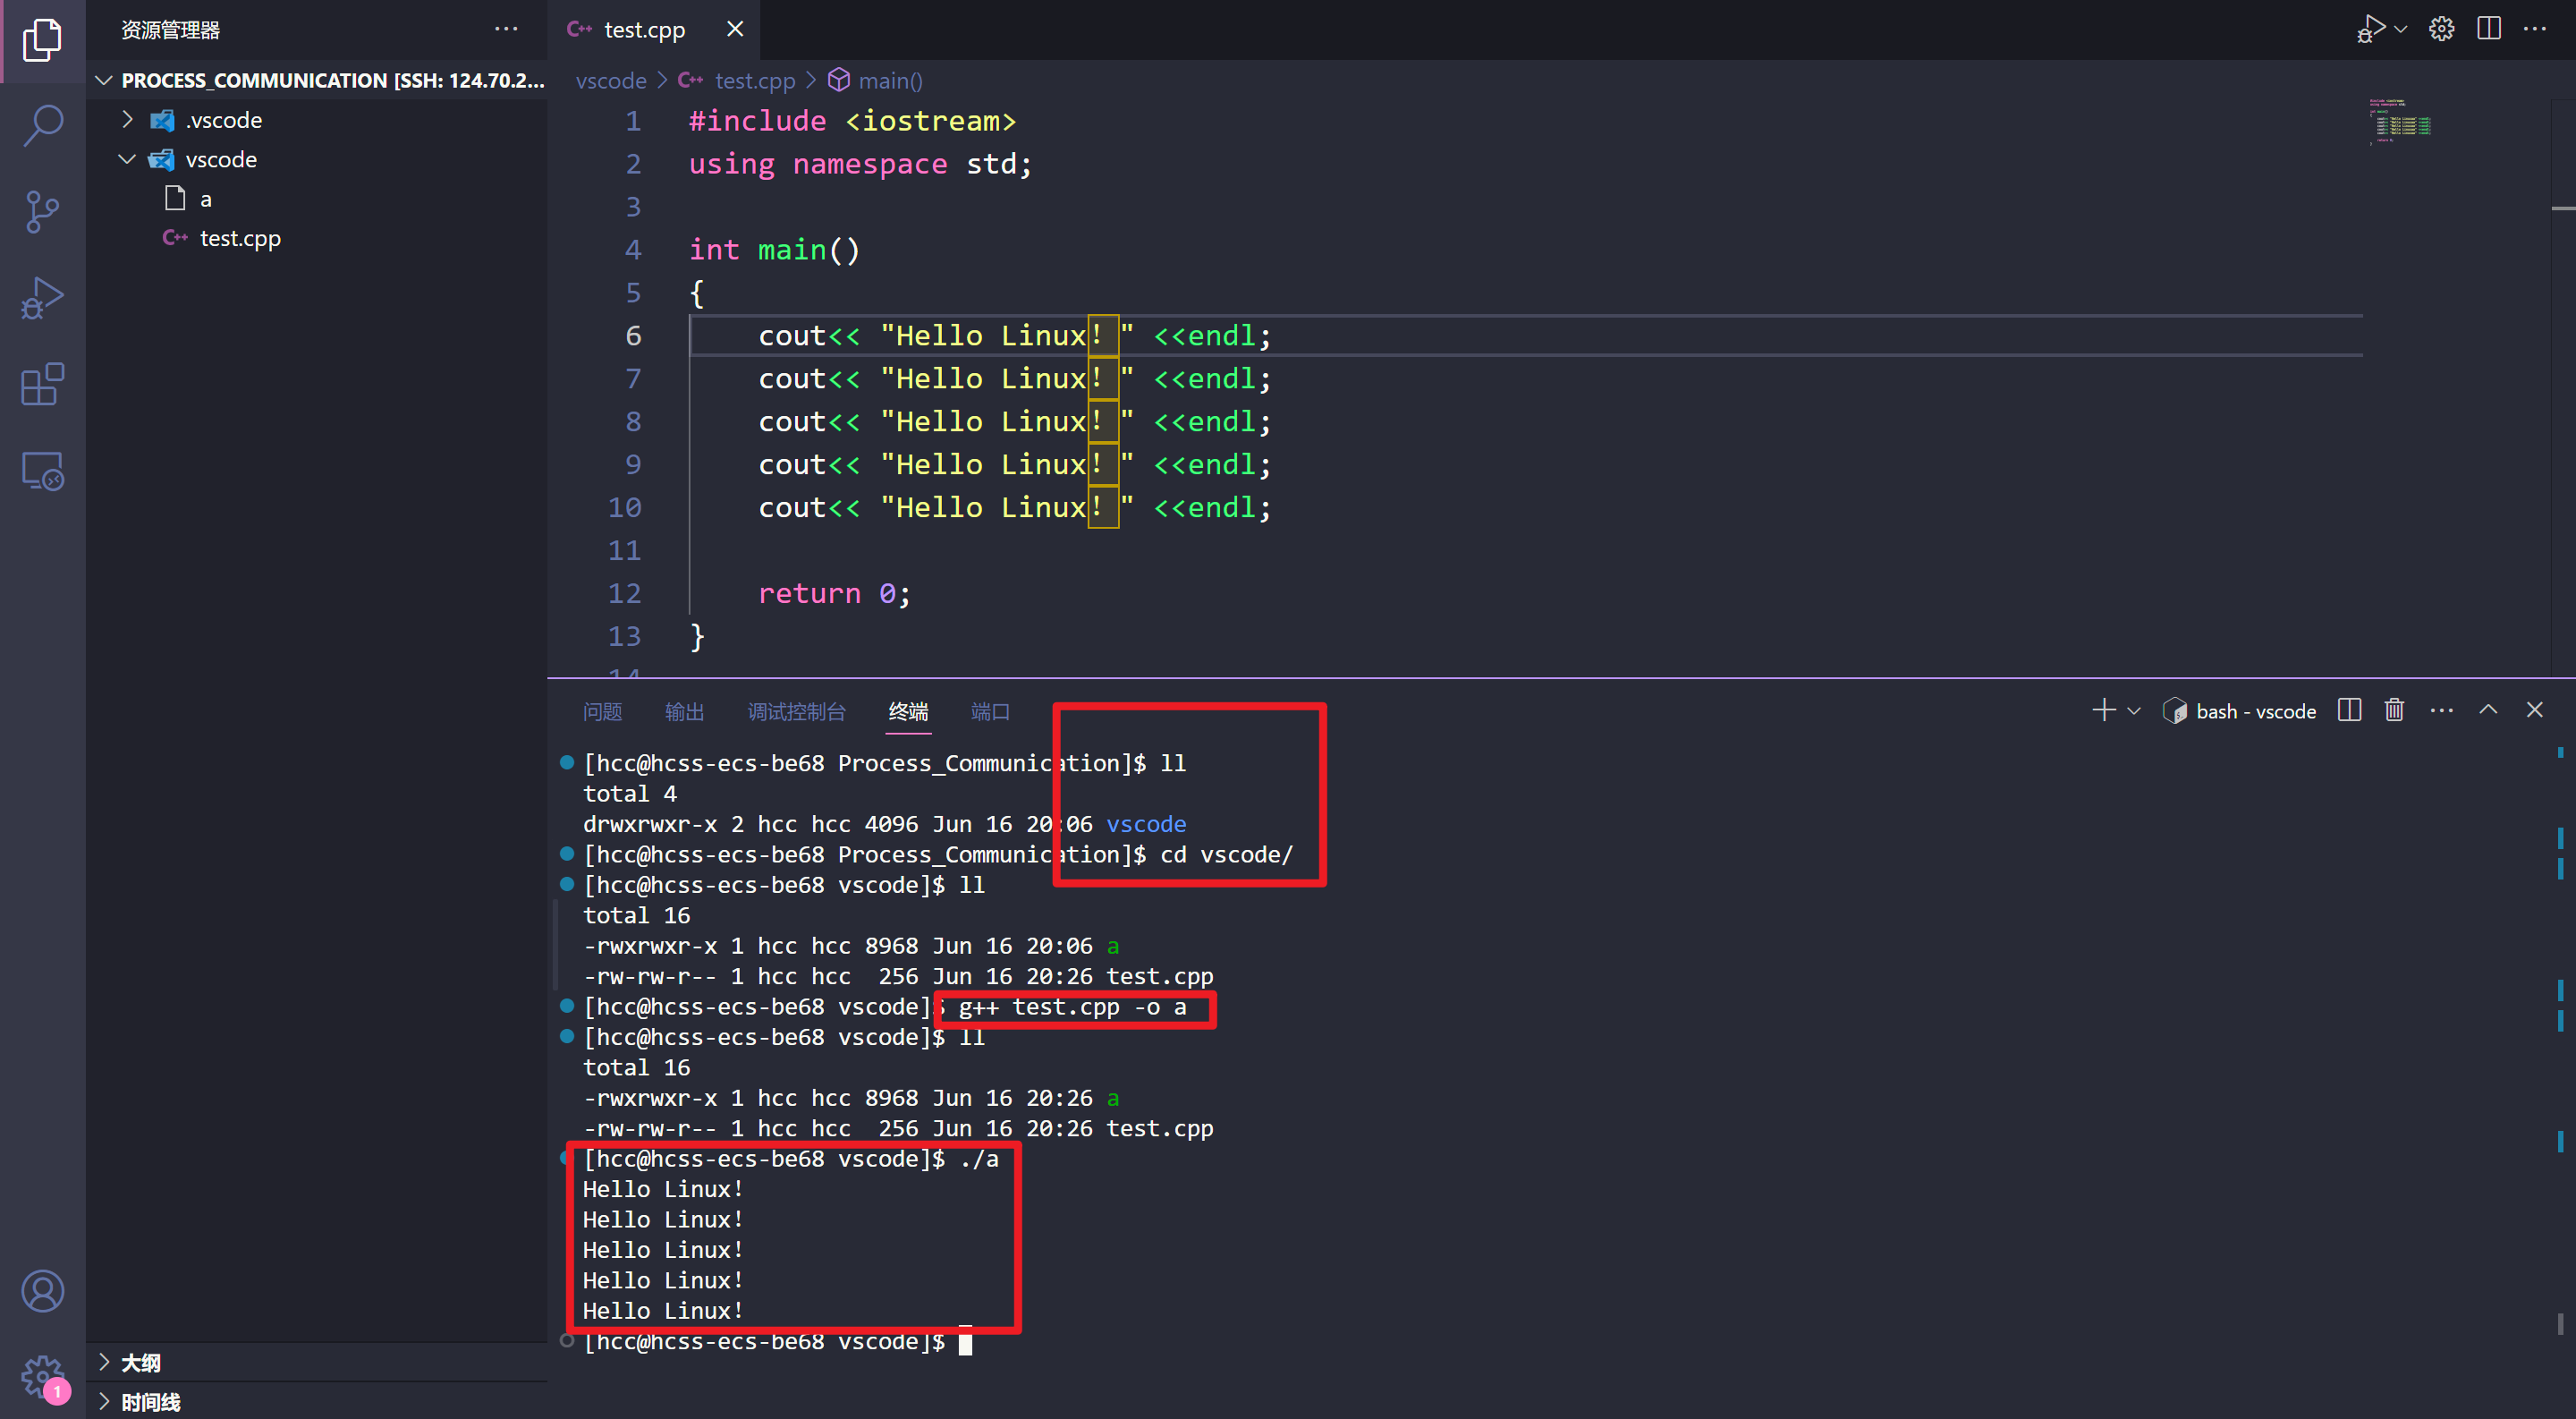 资源管理器
PROCESS_COMMUNICATION [SSH: 124.70.2...
.vscode
vscode
a
test.cpp
大纲
时间线
1
test.cpp
vscode > test.cpp > main()
1 #include <iostream>
2 using namespace std;
3
4 int main()
5 {
6 cout<< "Hello Linux！" <<endl;
7 cout<< "Hello Linux！" <<endl;
8 cout<< "Hello Linux！" <<endl;
9 cout<< "Hello Linux！" <<endl;
10 cout<< "Hello Linux！" <<endl;
11
12 return 0;
13 }
问题 输出 调试控制台 终端 端口
bash - vscode
[hcc@hcss-ecs-be68 Process_Communication]$ ll
total 4
drwxrwxr-x 2 hcc hcc 4096 Jun 16 20:06 vscode
[hcc@hcss-ecs-be68 Process_Communication]$ cd vscode/
[hcc@hcss-ecs-be68 vscode]$ ll
total 16
-rwxrwxr-x 1 hcc hcc 8968 Jun 16 20:06 a
-rw-rw-r-- 1 hcc hcc  256 Jun 16 20:26 test.cpp
[hcc@hcss-ecs-be68 vscode]$ g++ test.cpp -o a
[hcc@hcss-ecs-be68 vscode]$ ll
total 16
-rwxrwxr-x 1 hcc hcc 8968 Jun 16 20:26 a
-rw-rw-r-- 1 hcc hcc  256 Jun 16 20:26 test.cpp
[hcc@hcss-ecs-be68 vscode]$ ./a
Hello Linux！
Hello Linux！
Hello Linux！
Hello Linux！
Hello Linux！
[hcc@hcss-ecs-be68 vscode]$